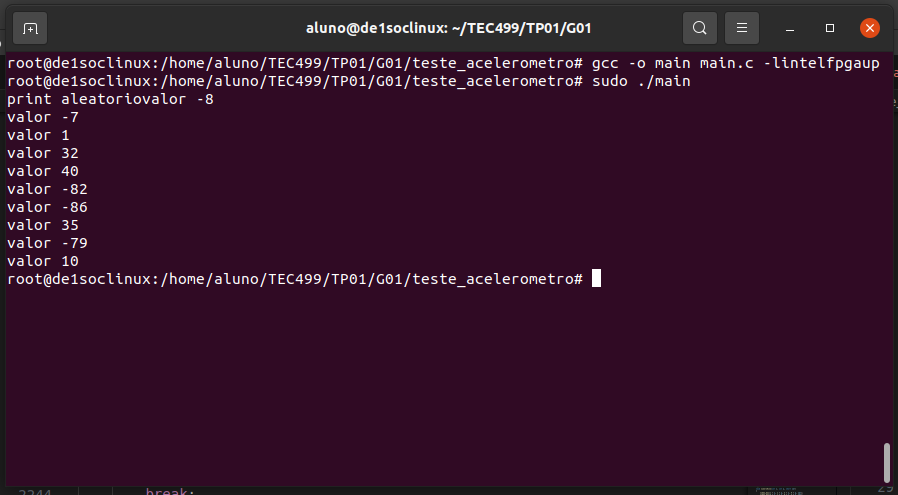 aluno@de1soclinux: ~/TEC499/TP01/G01
root@de1soclinux:/home/aluno/TEC499/TP01/G01/teste_acelerometro# gcc -o main main.c -lintelfpgaup
root@de1soclinux:/home/aluno/TEC499/TP01/G01/teste_acelerometro# sudo ./main
print aleatoriovalor -8
valor -7
valor 1
valor 32
valor 40
valor -82
valor -86
valor 35
valor -79
valor 10
root@de1soclinux:/home/aluno/TEC499/TP01/G01/teste_acelerometro#
2244 break; 29